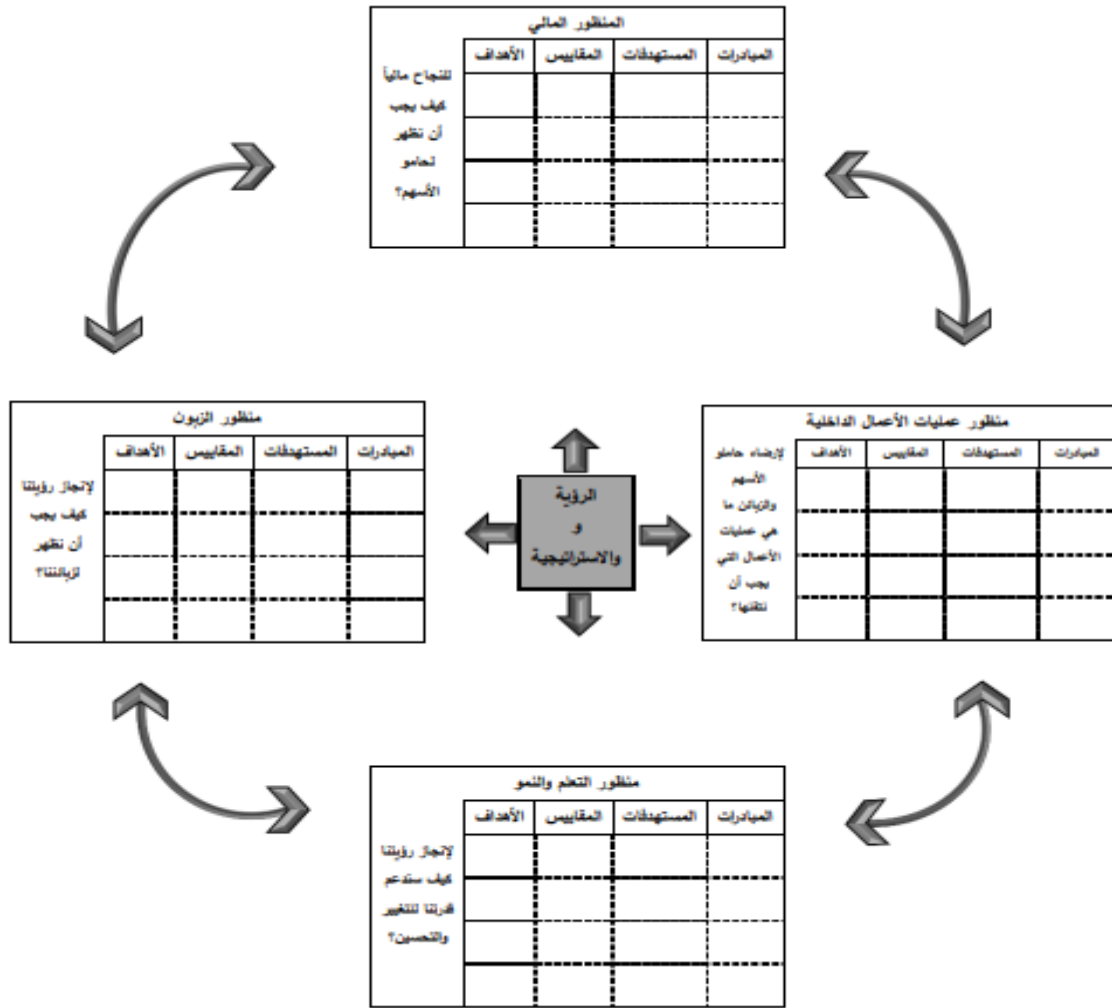 المنظور المالي
الأهداف المقاييس المستهدفات المبادرات
للنجاح مالياً
كيف يجب
أن نظهر
لحاملو
الأسهم؟
منظور الزبون
الأهداف المقاييس المستهدفات المبادرات
لإنجاز رؤيتنا
كيف يجب
أن نظهر
لزبائننا؟
الرؤية
و
والاستراتيجية
منظور عمليات الأعمال الداخلية
الأهداف المقاييس المستهدفات المبادرات
لإرضاء حاملو
الأسهم
والزبائن ما
هي عمليات
الأعمال التي
يجب أن
نتقنها؟
منظور التعلم والنمو
الأهداف المقاييس المستهدفات المبادرات
لإنجاز رؤيتنا
كيف سندعم
قدرتنا للتغيير
والتحسين؟